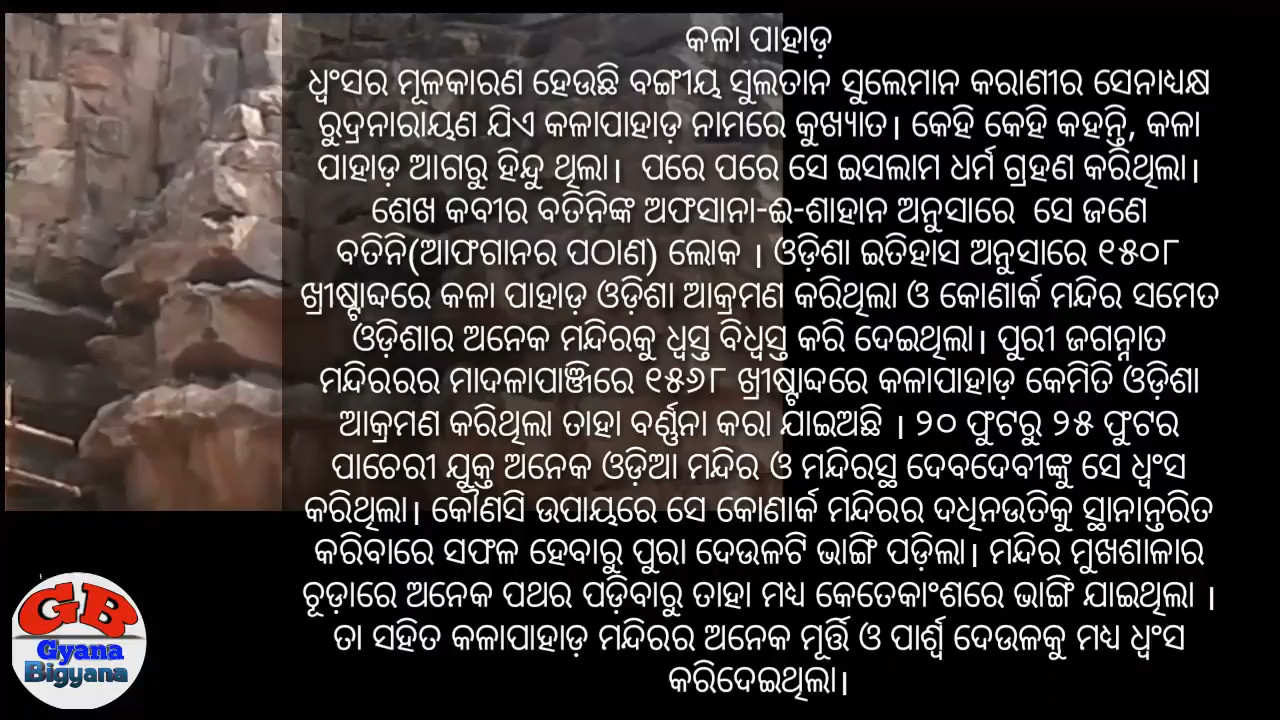 କଳା ପାହାଡ଼
ଧ୍ୱଂସର ମୂଳକାରଣ ହେଉଛି ବଙ୍ଗୀୟ ସୁଲତାନ ସୁଲେମାନ କରାଣୀର ସେନାଧ୍ୟକ୍ଷ
ରୁଦ୍ରନାରାୟଣ ଯିଏ କଳାପାହାଡ଼ ନାମରେ କୁଖ୍ୟାତ। କେହି କେହି କହନ୍ତି, କଳା
ପାହାଡ଼ ଆଗରୁ ହିନ୍ଦୁ ଥିଲା।  ପରେ ପରେ ସେ ଇସଲାମ ଧର୍ମ ଗ୍ରହଣ କରିଥିଲା।
ଶେଖ କବୀର ବତିନିଙ୍କ ଅଫସାନା-ଈ-ଶାହାନ ଅନୁସାରେ  ସେ ଜଣେ
ବତିନି(ଆଫଗାନର ପଠାଣ) ଲୋକ । ଓଡ଼ିଶା ଇତିହାସ ଅନୁସାରେ ୧୫୦୮
ଖ୍ରୀଷ୍ଟାବ୍ଦରେ କଳା ପାହାଡ଼ ଓଡ଼ିଶା ଆକ୍ରମଣ କରିଥିଲା ଓ କୋଣାର୍କ ମନ୍ଦିର ସମେତ
ଓଡ଼ିଶାର ଅନେକ ମନ୍ଦିରକୁ ଧ୍ୱସ୍ତ ବିଧ୍ୱସ୍ତ କରି ଦେଇଥିଲା। ପୁରୀ ଜଗନ୍ନାତ
ମନ୍ଦିରରର ମାଦଳାପାଞ୍ଜିରେ ୧୫୬୮ ଖ୍ରୀଷ୍ଟାବ୍ଦରେ କଳାପାହାଡ଼ କେମିତି ଓଡ଼ିଶା
ଆକ୍ରମଣ କରିଥିଲା ତାହା ବର୍ଣ୍ଣନା କରା ଯାଇଅଛି । ୨୦ ଫୁଟରୁ ୨୫ ଫୁଟର
ପାଚେରୀ ଯୁକ୍ତ ଅନେକ ଓଡ଼ିଆ ମନ୍ଦିର ଓ ମନ୍ଦିରସ୍ଥ ଦେବଦେବୀଙ୍କୁ ସେ ଧ୍ୱଂସ
କରିଥିଲା। କୌଣସି ଉପାୟରେ ସେ କୋଣାର୍କ ମନ୍ଦିରର ଦଧିନଉତିକୁ ସ୍ଥାନାନ୍ତରିତ
କରିବାରେ ସଫଳ ହେବାରୁ ପୁରା ଦେଉଳଟି ଭାଙ୍ଗି ପଡ଼ିଲା। ମନ୍ଦିର ମୁଖଶାଳାର
ଚୂଡ଼ାରେ ଅନେକ ପଥର ପଡ଼ିବାରୁ ତାହା ମଧ୍ୟ କେତେକାଂଶରେ ଭାଙ୍ଗି ଯାଇଥିଲା ।
ତା ସହିତ କଳାପାହାଡ଼ ମନ୍ଦିରର ଅନେକ ମୂର୍ତ୍ତି ଓ ପାର୍ଶ୍ୱ ଦେଉଳକୁ ମଧ୍ୟ ଧ୍ୱଂସ
କରିଦେଇଥିଲା।
GB
Gyana
Bigyana